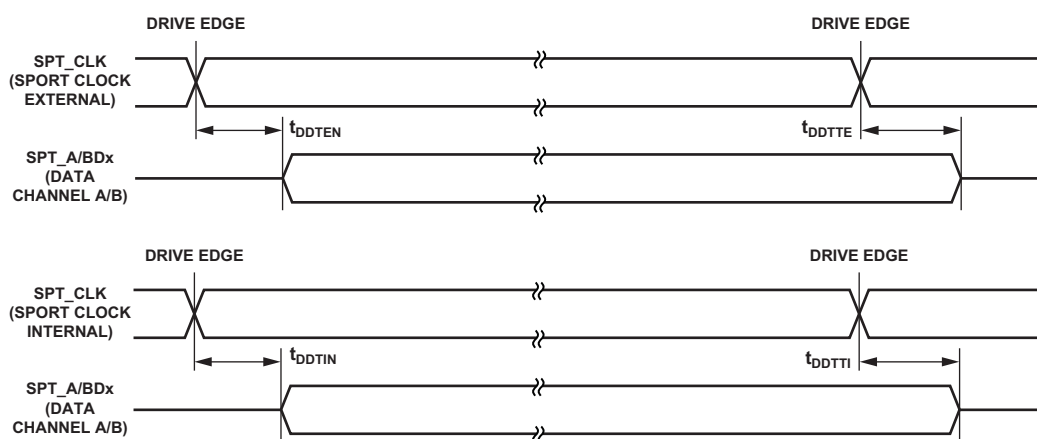 DRIVE EDGE
DRIVE EDGE
SPT_CLK
(SPORT CLOCK
EXTERNAL)
tDDTEN
tDDTTE
SPT_A/BDx
(DATA
CHANNEL A/B)
DRIVE EDGE
DRIVE EDGE
SPT_CLK
(SPORT CLOCK
INTERNAL)
tDDTIN
tDDTTI
SPT_A/BDx
(DATA
CHANNEL A/B)